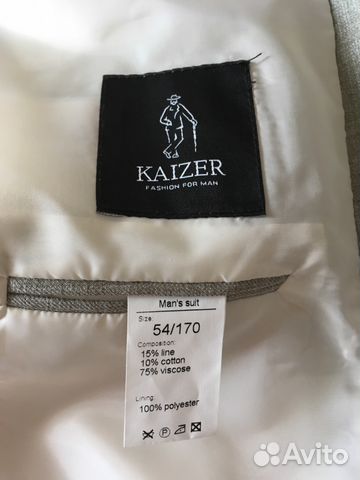 KAIZER
FASHION FOR MAN
Man's suit
Size:
54/170
Composition:
15% line
10% cotton
75% viscose
Lining:
100% polyester
Avito